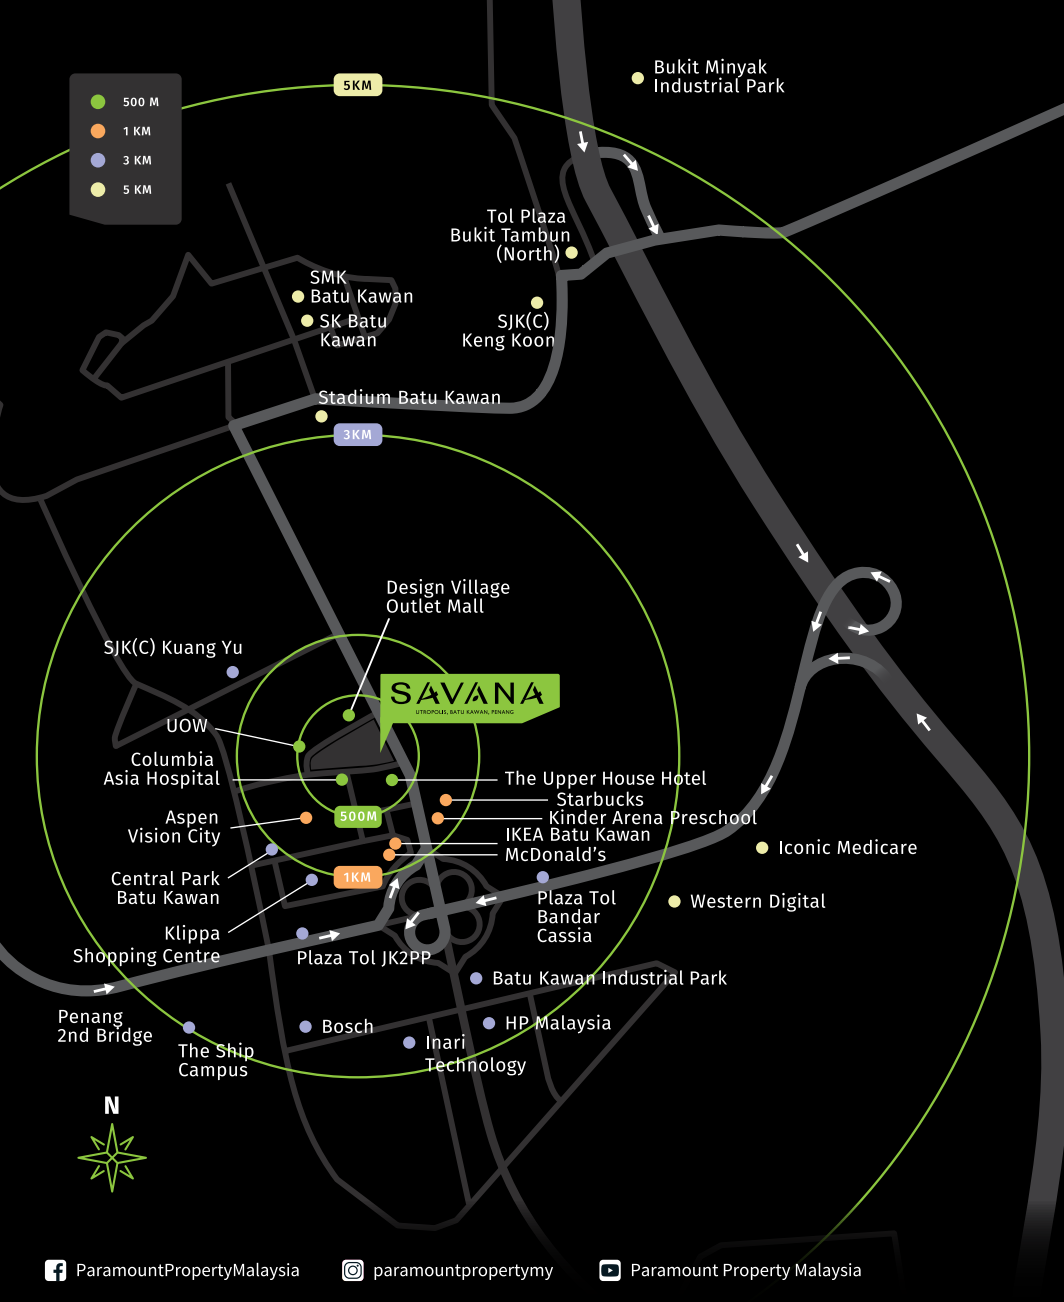 5KM
Bukit Minyak
Industrial Park
500 M
1 KM
3 KM
5 KM
Tol Plaza
Bukit Tambun
(North)
SMK
Batu Kawan
SK Batu
Kawan
SJK(C)
Keng Koon
Stadium Batu Kawan
3KM
Design Village
Outlet Mall
SJK(C) Kuang Yu
SAVANA
UTROPOLIS, BATU KAWAN, PENANG
UOW
Columbia
Asia Hospital
The Upper House Hotel
Starbucks
Aspen
Vision City
500M
Kinder Arena Preschool
IKEA Batu Kawan
McDonald's
Iconic Medicare
1KM
Central Park
Batu Kawan
Plaza Tol
Bandar
Cassia
Western Digital
Klippa
Shopping Centre
Plaza Tol JK2PP
Batu Kawan Industrial Park
Penang
2nd Bridge
Bosch
HP Malaysia
Inari
Technology
The Ship
Campus
N
ParamountPropertyMalaysia
paramountpropertymy
Paramount Property Malaysia